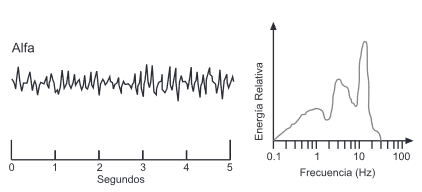 Alfa
0 1 2 3 4 5
Segundos
Energía Relativa
0.1 1 10 100
Frecuencia (Hz)